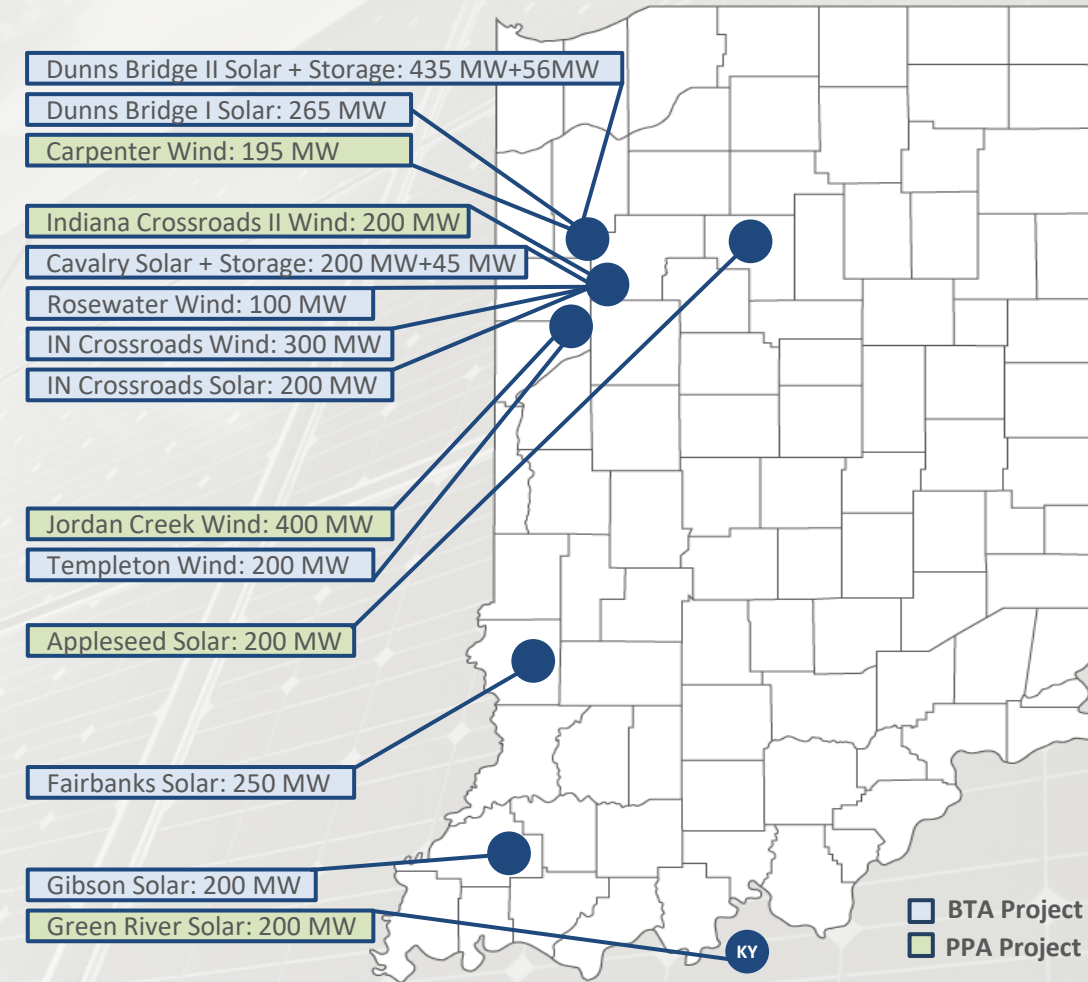 Dunns Bridge II Solar + Storage: 435 MW+56MW
Dunns Bridge I Solar: 265 MW
Carpenter Wind: 195 MW
Indiana Crossroads II Wind: 200 MW
Cavalry Solar + Storage: 200 MW+45 MW
Rosewater Wind: 100 MW
IN Crossroads Wind: 300 MW
IN Crossroads Solar: 200 MW
Jordan Creek Wind: 400 MW
Templeton Wind: 200 MW
Appleseed Solar: 200 MW
Fairbanks Solar: 250 MW
Gibson Solar: 200 MW
Green River Solar: 200 MW
KY
BTA Project
PPA Project